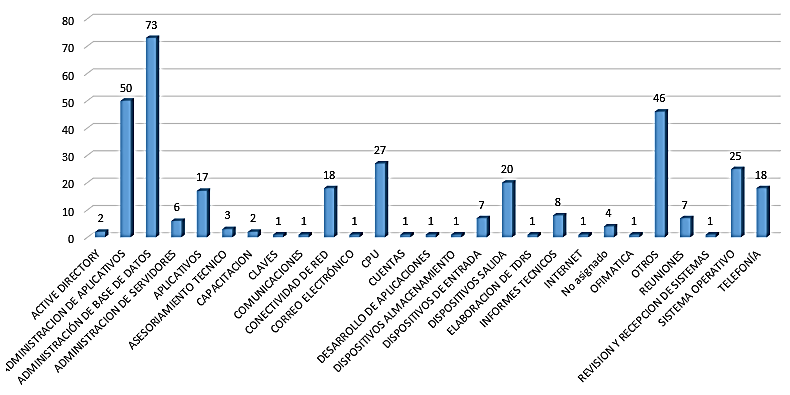 80
70
60
50
40
30
20
10
0
2
50
73
6
17
3
2
1
1
18
1
27
1
1
1
7
20
1
8
1
4
1
46
7
1
25
18
ACTIVE DIRECTORY
ADMINISTRACION DE APLICATIVOS
ADMINISTRACIÓN DE BASE DE DATOS
ADMINISTRACION DE SERVIDORES
APLICATIVOS
ASESORIAMIENTO TECNICO
CAPACITACION
CLAVES
COMUNICACIONES
CONECTIVIDAD DE RED
CORREO ELECTRÓNICO
CPU
CUENTAS
DESARROLLO DE APLICACIONES
DISPOSITIVOS ALMACENAMIENTO
DISPOSITIVOS DE ENTRADA
DISPOSITIVOS SALIDA
ELABORACION DE TDRS
INFORMES TECNICOS
INTERNET
No asignado
OFIMATICA
OTROS
REUNIONES
REVISION Y RECEPCION DE SISTEMAS
SISTEMA OPERATIVO
TELEFONÍA